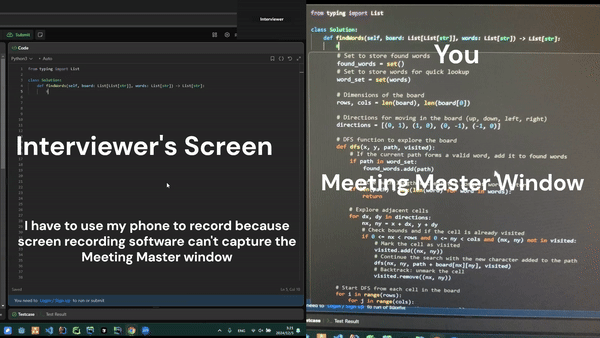 Interviewer
Submit
Code
Python3
Auto
from typing import List
class Solution:
def findWords(self, board: List[List[str]], words: List[str]) -> List[str]:
Interviewer's Screen
I have to use my phone to record because
screen recording software can't capture the
Meeting Master window
Saved
You need to Login / Sign up to run or submit
Testcase
Test Result
3:25
2024/12/3
from typing import List
class Solution:
def findWords(self, board: List[List[str]], words: List[str]) -> List[str]:
You
# Set to store found words
found_words = set()
# Set to store words for quick lookup
word_set = set(words)
# Dimensions of the board
rows, cols = len(board), len(board[0])
# Directions for moving in the board (up, down, left, right)
directions = [(0, 1), (1, 0), (0, -1), (-1, 0)]
# DFS function to explore the board
def dfs(x, y, path, visited):
# If the current path forms a valid word, add it to found words
if path in word_set:
found_words.add(path)
Meeting Master Window
return
# Explore adjacent cells
for dx, dy in directions:
nx, ny = x + dx, y + dy
# Check bounds and if the cell is already visited
if 0 <= nx < rows and 0 <= ny < cols and (nx, ny) not in visited:
# Mark the cell as visited
visited.add((nx, ny))
# Continue the search with the new character added to the path
dfs(nx, ny, path + board[nx][ny], visited)
# Backtrack: unmark the cell
visited.remove((nx, ny))
# Start DFS from each cell in the board
for i in range(rows):
for j in range(cols):
Test Result